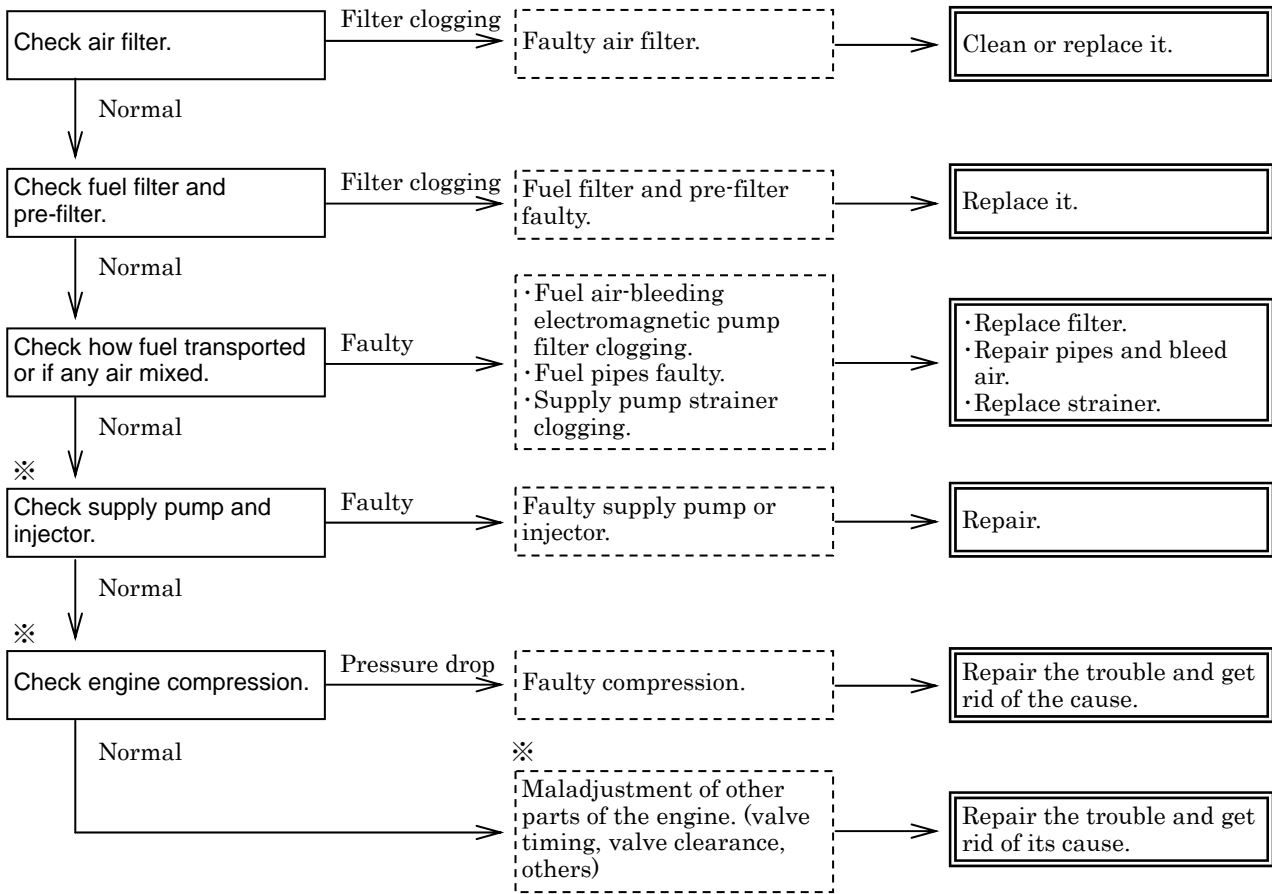 Check air filter.
Filter clogging
Faulty air filter.
Clean or replace it.
Normal
Check fuel filter and
pre-filter.
Filter clogging
Fuel filter and pre-filter
faulty.
Replace it.
Normal
Check how fuel transported
or if any air mixed.
Faulty
・Fuel air-bleeding
electromagnetic pump
filter clogging.
・Fuel pipes faulty.
・Supply pump strainer
clogging.
・Replace filter.
・Repair pipes and bleed
air.
・Replace strainer.
Normal
※
Check supply pump and
injector.
Faulty
Faulty supply pump or
injector.
Repair.
Normal
※
Check engine compression.
Pressure drop
Faulty compression.
Repair the trouble and get
rid of the cause.
Normal
※
Maladjustment of other
parts of the engine. (valve
timing, valve clearance,
others)
Repair the trouble and get
rid of its cause.